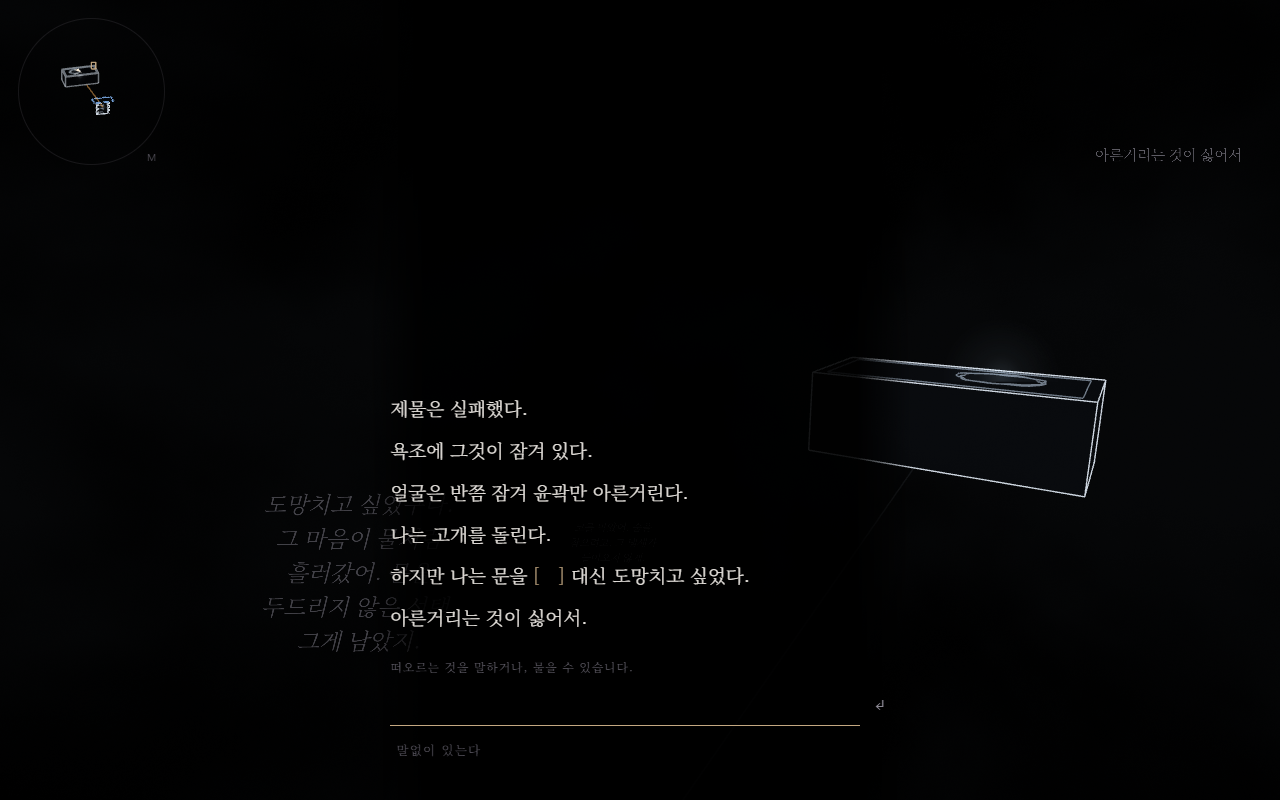 M
아른거리는 것이 싫어서
제물은 실패했다.
욕조에 그것이 잠겨 있다.
얼굴은 반쯤 잠겨 윤곽만 아른거린다.
나는 고개를 돌린다.
하지만 나는 문을 [ ] 대신 도망치고 싶었다.
아른거리는 것이 싫어서.
도망치고
그 마음이
흘러갔어.
두드리지 않은
그게 남았지.
떠오르는 것을 말하거나, 물을 수 있습니다.
↲
말없이 있는다